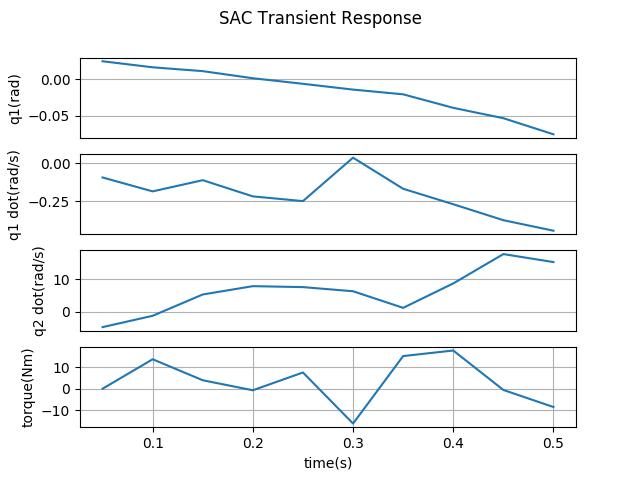 SAC Transient Response
0.00
−0.05
q1(rad)
0.00
−0.25
q1 dot(rad/s)
10
0
q2 dot(rad/s)
10
0
−10
torque(Nm)
0.1 0.2 0.3 0.4 0.5
time(s)